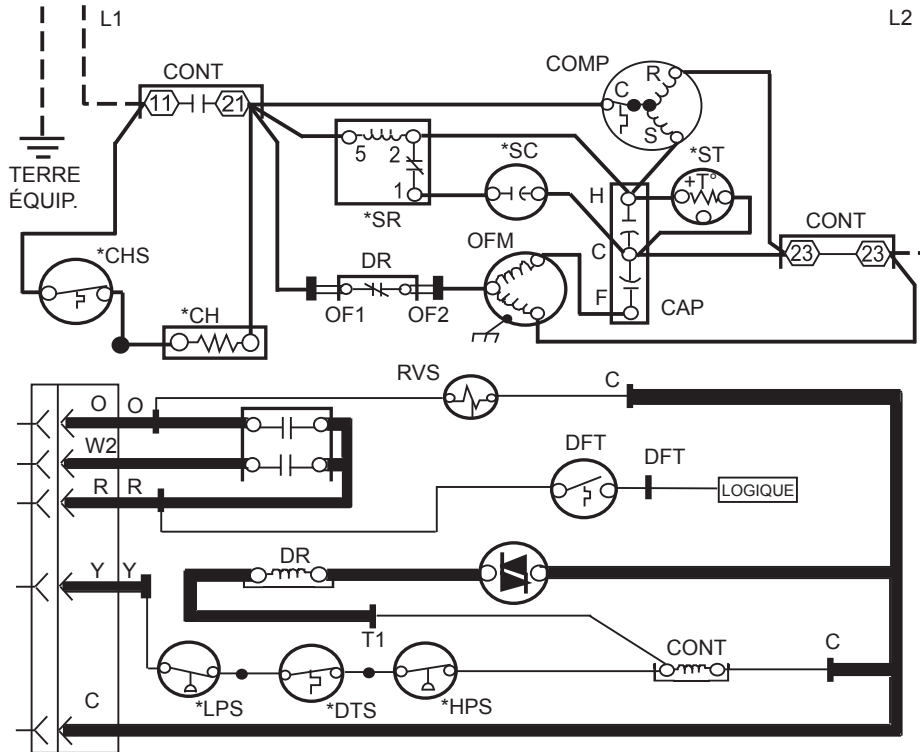 L1
L2
CONT
11
21
COMP
R
C
S
TERRE
ÉQUIP.
5
2
1
*SR
*SC
*ST
+T°
H
C
F
CAP
CONT
23
23
*CHS
*CH
DR
OF1
OF2
OFM
RVS
C
O
O
W2
R
R
DFT
DFT
LOGIQUE
Y
Y
DR
T1
CONT
C
*LPS
*DTS
*HPS
C